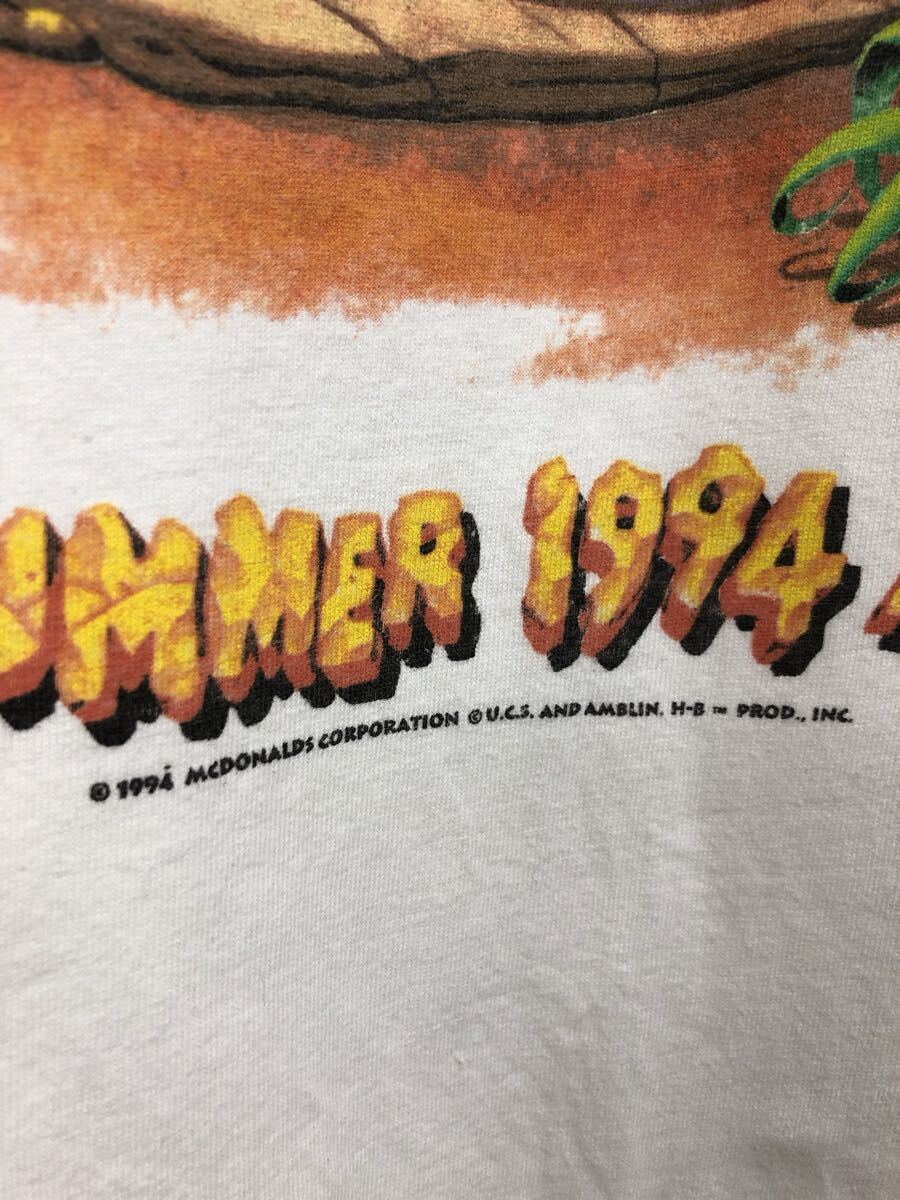 UMMER 1994
© 1994 MCDONALDS CORPORATION © U.C.S. AND AMBLIN. H-B ™ PROD., INC.